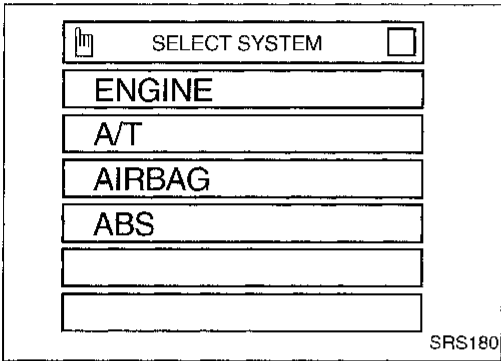 SELECT SYSTEM
ENGINE
A/T
AIRBAG
ABS
SRS180